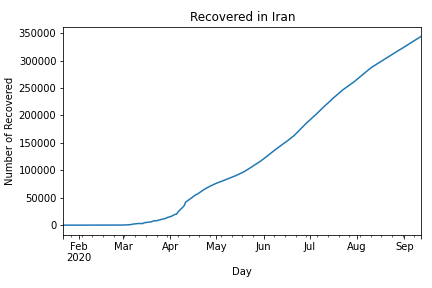 Recovered in Iran
Number of Recovered
350000
300000
250000
200000
150000
100000
50000
0
Feb Mar Apr May Jun Jul Aug Sep
2020
Day